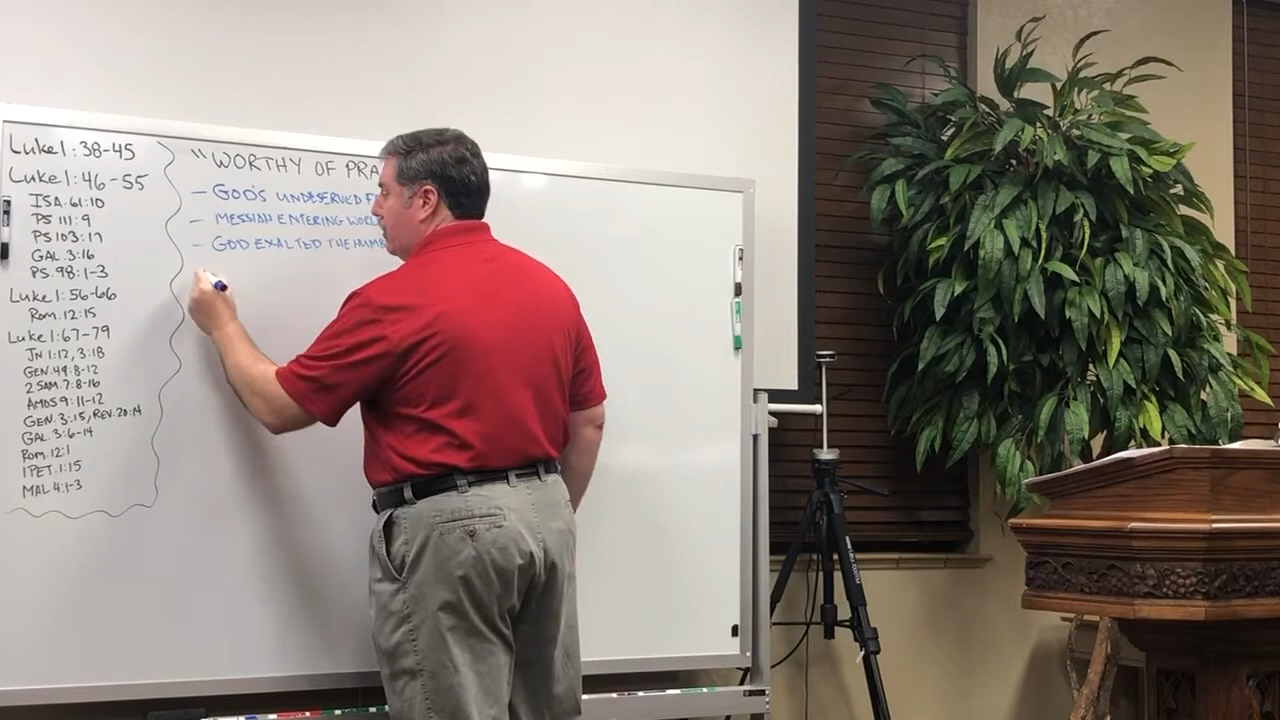 Luke 1:38-45
Luke 1:46-55
ISA. 61:10
PS 111:9
PS 103:17
GAL. 3:16
PS. 98:1-3
Luke 1:56-66
Rom. 12:15
Luke 1:67-79
JN 1:12, 3:18
GEN. 49:8-12
2 SAM. 7:8-16
AMOS 9:11-12
GEN. 3:15, REV. 20:14
GAL. 3:6-14
Rom. 12:1
1 PET. 1:15
MAL 4:1-3
"WORTHY OF PRA
- GOD'S UNDESERVED F
- MESSIAH ENTERING WORL
- GOD EXALTED THE HUMB